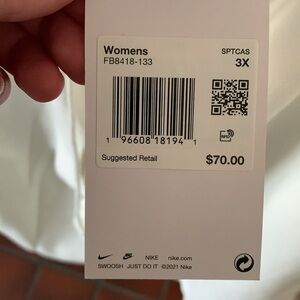 Womens SPTCAS
FB8418-133 3X
1 96608 18194 1
Suggested Retail $70.00
NIKE nike.com
SWOOSH JUST DO IT ©2021 Nike